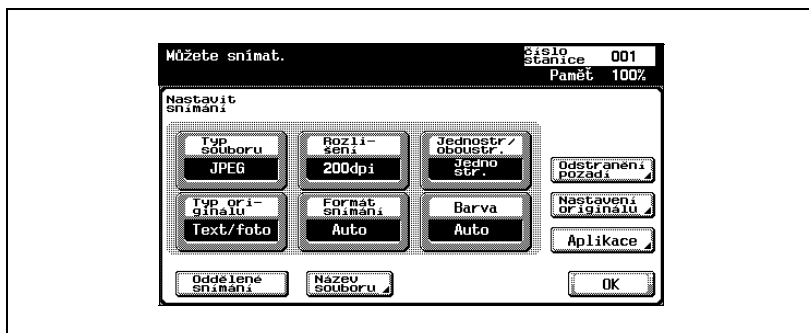 Můžete snímat.
číslo
stanice 001
Paměť 100%
Nastavit
snímání
Typ
souboru
JPEG
Rozli-
šení
200dpi
Jednostr/
oboustr.
Jedno
str.
Odstranění
pozadí
Typ ori-
ginálu
Text/foto
Formát
snímání
Auto
Barva
Auto
Nastavení
originálu
Aplikace
Oddělené
snímání
Název
souboru
OK